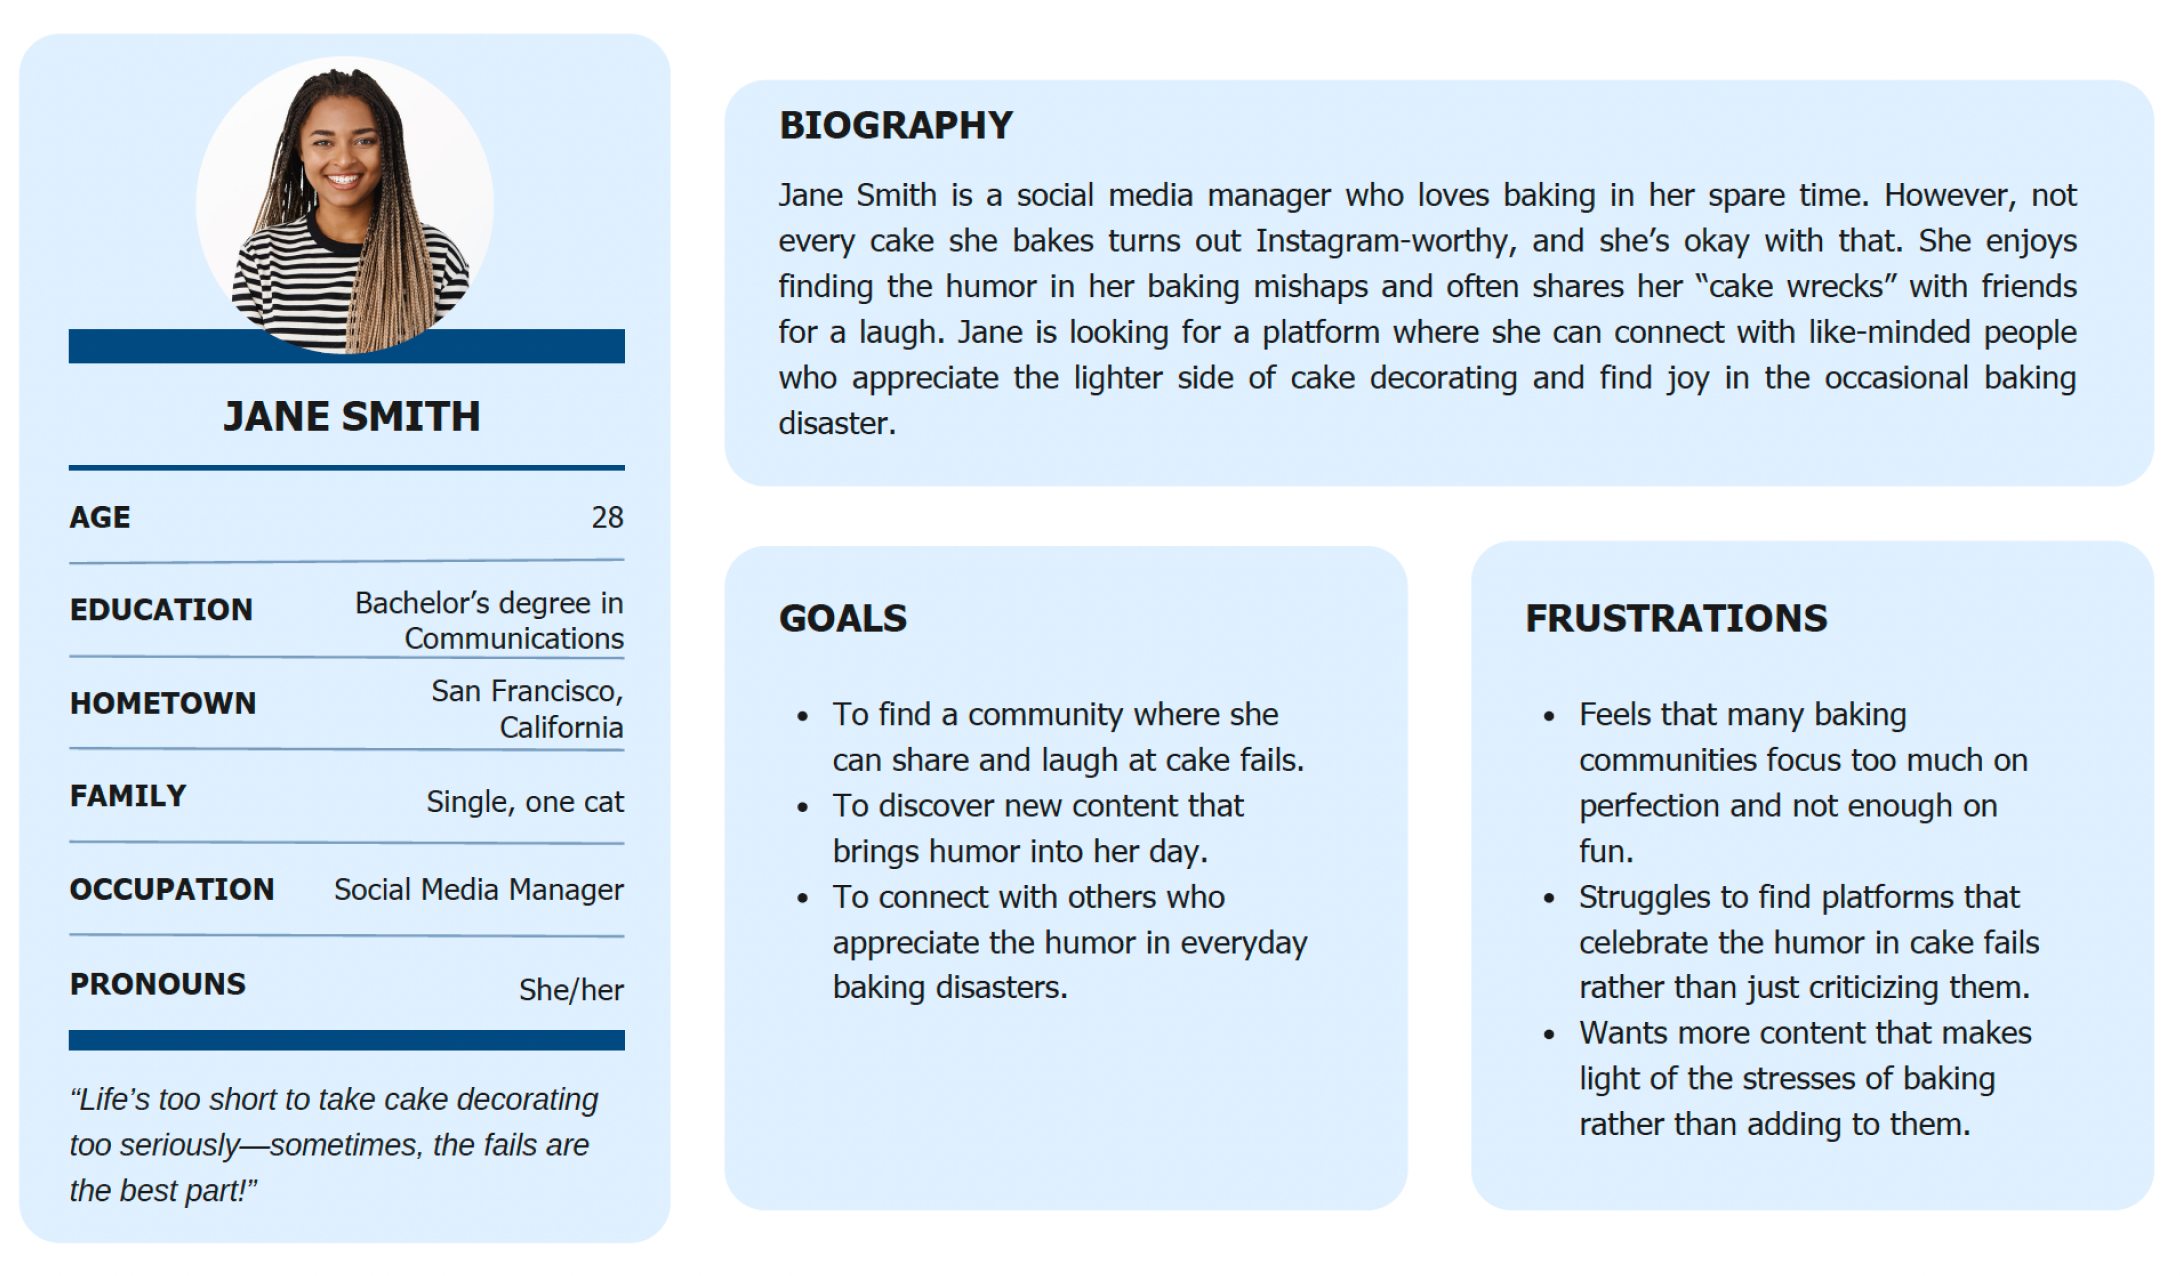 JANE SMITH
AGE 28
EDUCATION Bachelor’s degree in
Communications
HOMETOWN San Francisco,
California
FAMILY Single, one cat
OCCUPATION Social Media Manager
PRONOUNS She/her
“Life’s too short to take cake decorating
too seriously—sometimes, the fails are
the best part!”
BIOGRAPHY
Jane Smith is a social media manager who loves baking in her spare time. However, not
every cake she bakes turns out Instagram-worthy, and she’s okay with that. She enjoys
finding the humor in her baking mishaps and often shares her “cake wrecks” with friends
for a laugh. Jane is looking for a platform where she can connect with like-minded people
who appreciate the lighter side of cake decorating and find joy in the occasional baking
disaster.
GOALS
• To find a community where she
can share and laugh at cake fails.
• To discover new content that
brings humor into her day.
• To connect with others who
appreciate the humor in everyday
baking disasters.
FRUSTRATIONS
• Feels that many baking
communities focus too much on
perfection and not enough on
fun.
• Struggles to find platforms that
celebrate the humor in cake fails
rather than just criticizing them.
• Wants more content that makes
light of the stresses of baking
rather than adding to them.